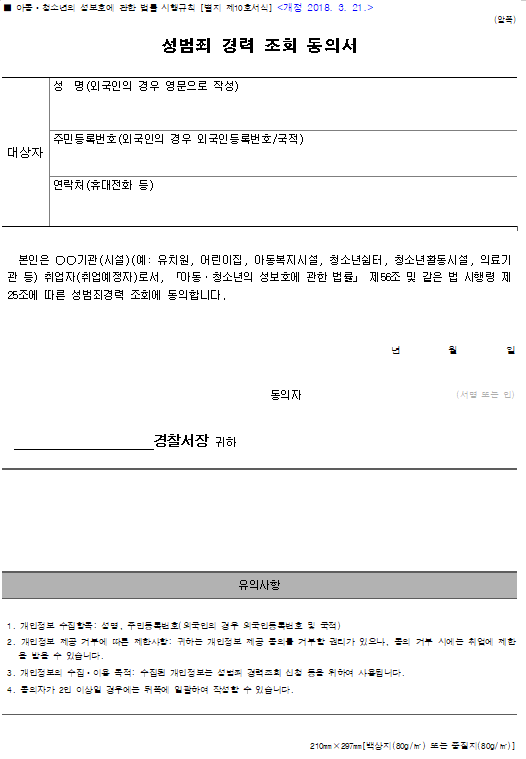 ■ 아동ㆍ청소년의 성보호에 관한 법률 시행규칙 [별지 제10호서식] <개정 2018. 3. 21.>
(앞쪽)
성범죄 경력 조회 동의서
대상자
성 명(외국인의 경우 영문으로 작성)
주민등록번호(외국인의 경우 외국인등록번호/국적)
연락처(휴대전화 등)
본인은 ○○기관(시설)(예: 유치원, 어린이집, 아동복지시설, 청소년쉼터, 청소년활동시설, 의료기
관 등) 취업자(취업예정자)로서, 「아동ㆍ청소년의 성보호에 관한 법률」 제56조 및 같은 법 시행령 제
25조에 따른 성범죄경력 조회에 동의합니다.
년 월 일
동의자 (서명 또는 인)
경찰서장 귀하
유의사항
1. 개인정보 수집항목: 성명, 주민등록번호(외국인의 경우 외국인등록번호 및 국적)
2. 개인정보 제공 거부에 따른 제한사항: 귀하는 개인정보 제공 동의를 거부할 권리가 있으나, 동의 거부 시에는 취업에 제한
을 받을 수 있습니다.
3. 개인정보의 수집ㆍ이용 목적: 수집된 개인정보는 성범죄 경력조회 신청 등을 위하여 사용됩니다.
4. 동의자가 2인 이상일 경우에는 뒤쪽에 일괄하여 작성할 수 있습니다.
210㎜×297㎜[백상지(80g/㎡) 또는 중질지(80g/㎡)]